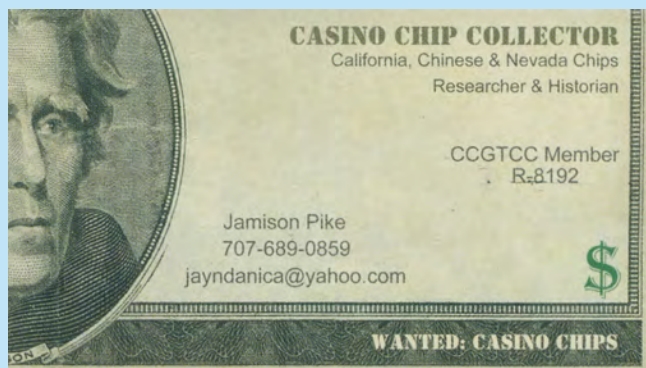 CASINO CHIP COLLECTOR
California, Chinese & Nevada Chips
Researcher & Historian
CCGTCC Member
R-8192
Jamison Pike
707-689-0859
jayndanica@yahoo.com
$
WANTED: CASINO CHIPS
ON